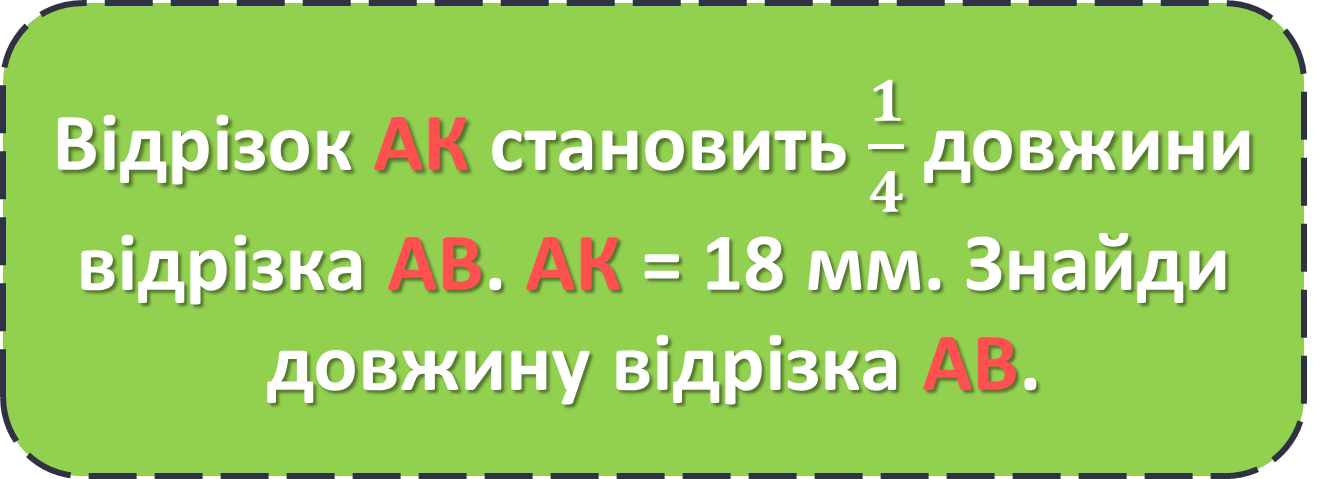 Відрізок АК становить 1/4 довжини
відрізка АВ. АК = 18 мм. Знайди
довжину відрізка АВ.